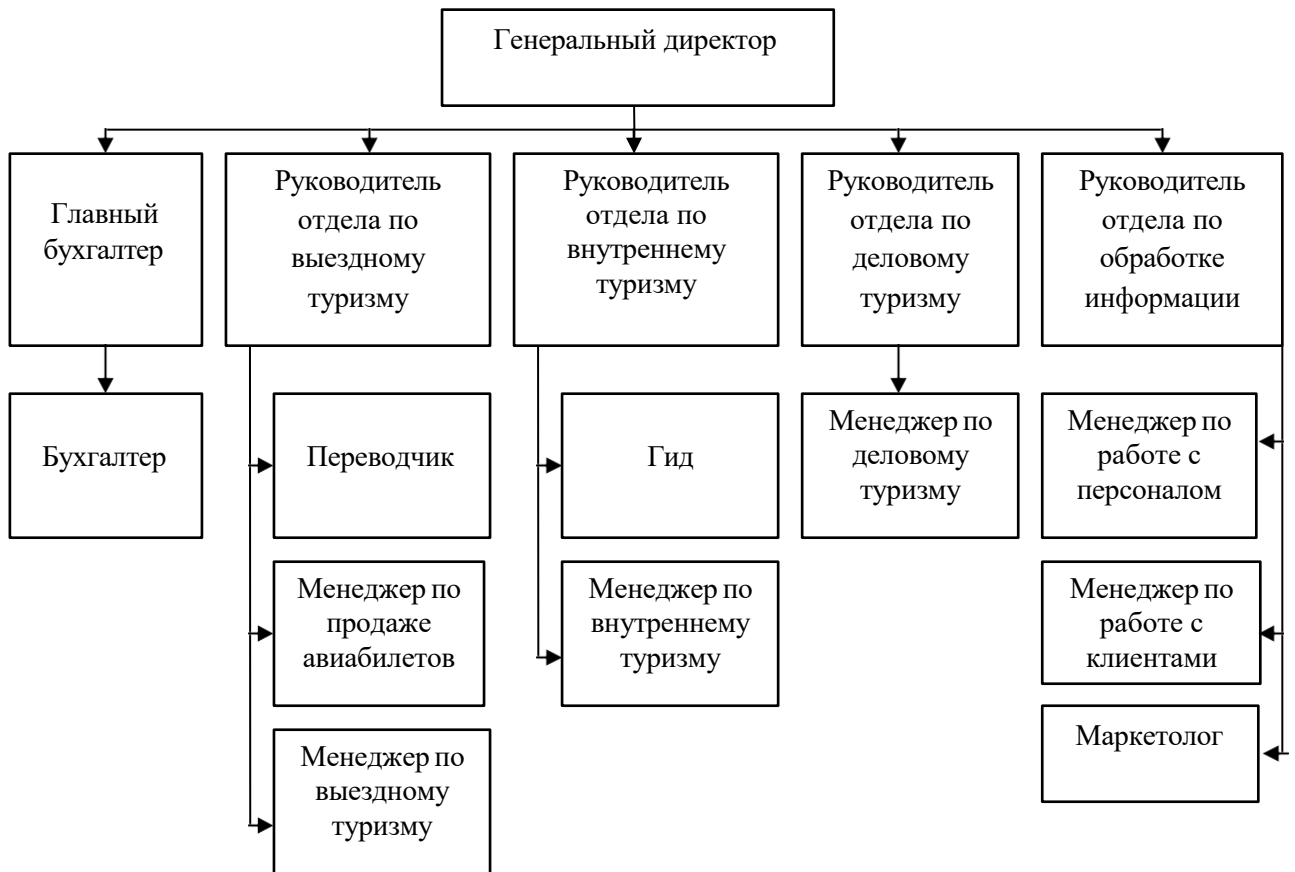 Генеральный директор
Главный
бухгалтер
Руководитель
отдела по
выездному
туризму
Руководитель
отдела по
внутреннему
туризму
Руководитель
отдела по
деловому
туризму
Руководитель
отдела по
обработке
информации
Бухгалтер
Переводчик
Гид
Менеджер по
деловому
туризму
Менеджер по
работе с
персоналом
Менеджер по
продаже
авиабилетов
Менеджер по
внутреннему
туризму
Менеджер по
работе с
клиентами
Маркетолог
Менеджер по
выездному
туризму